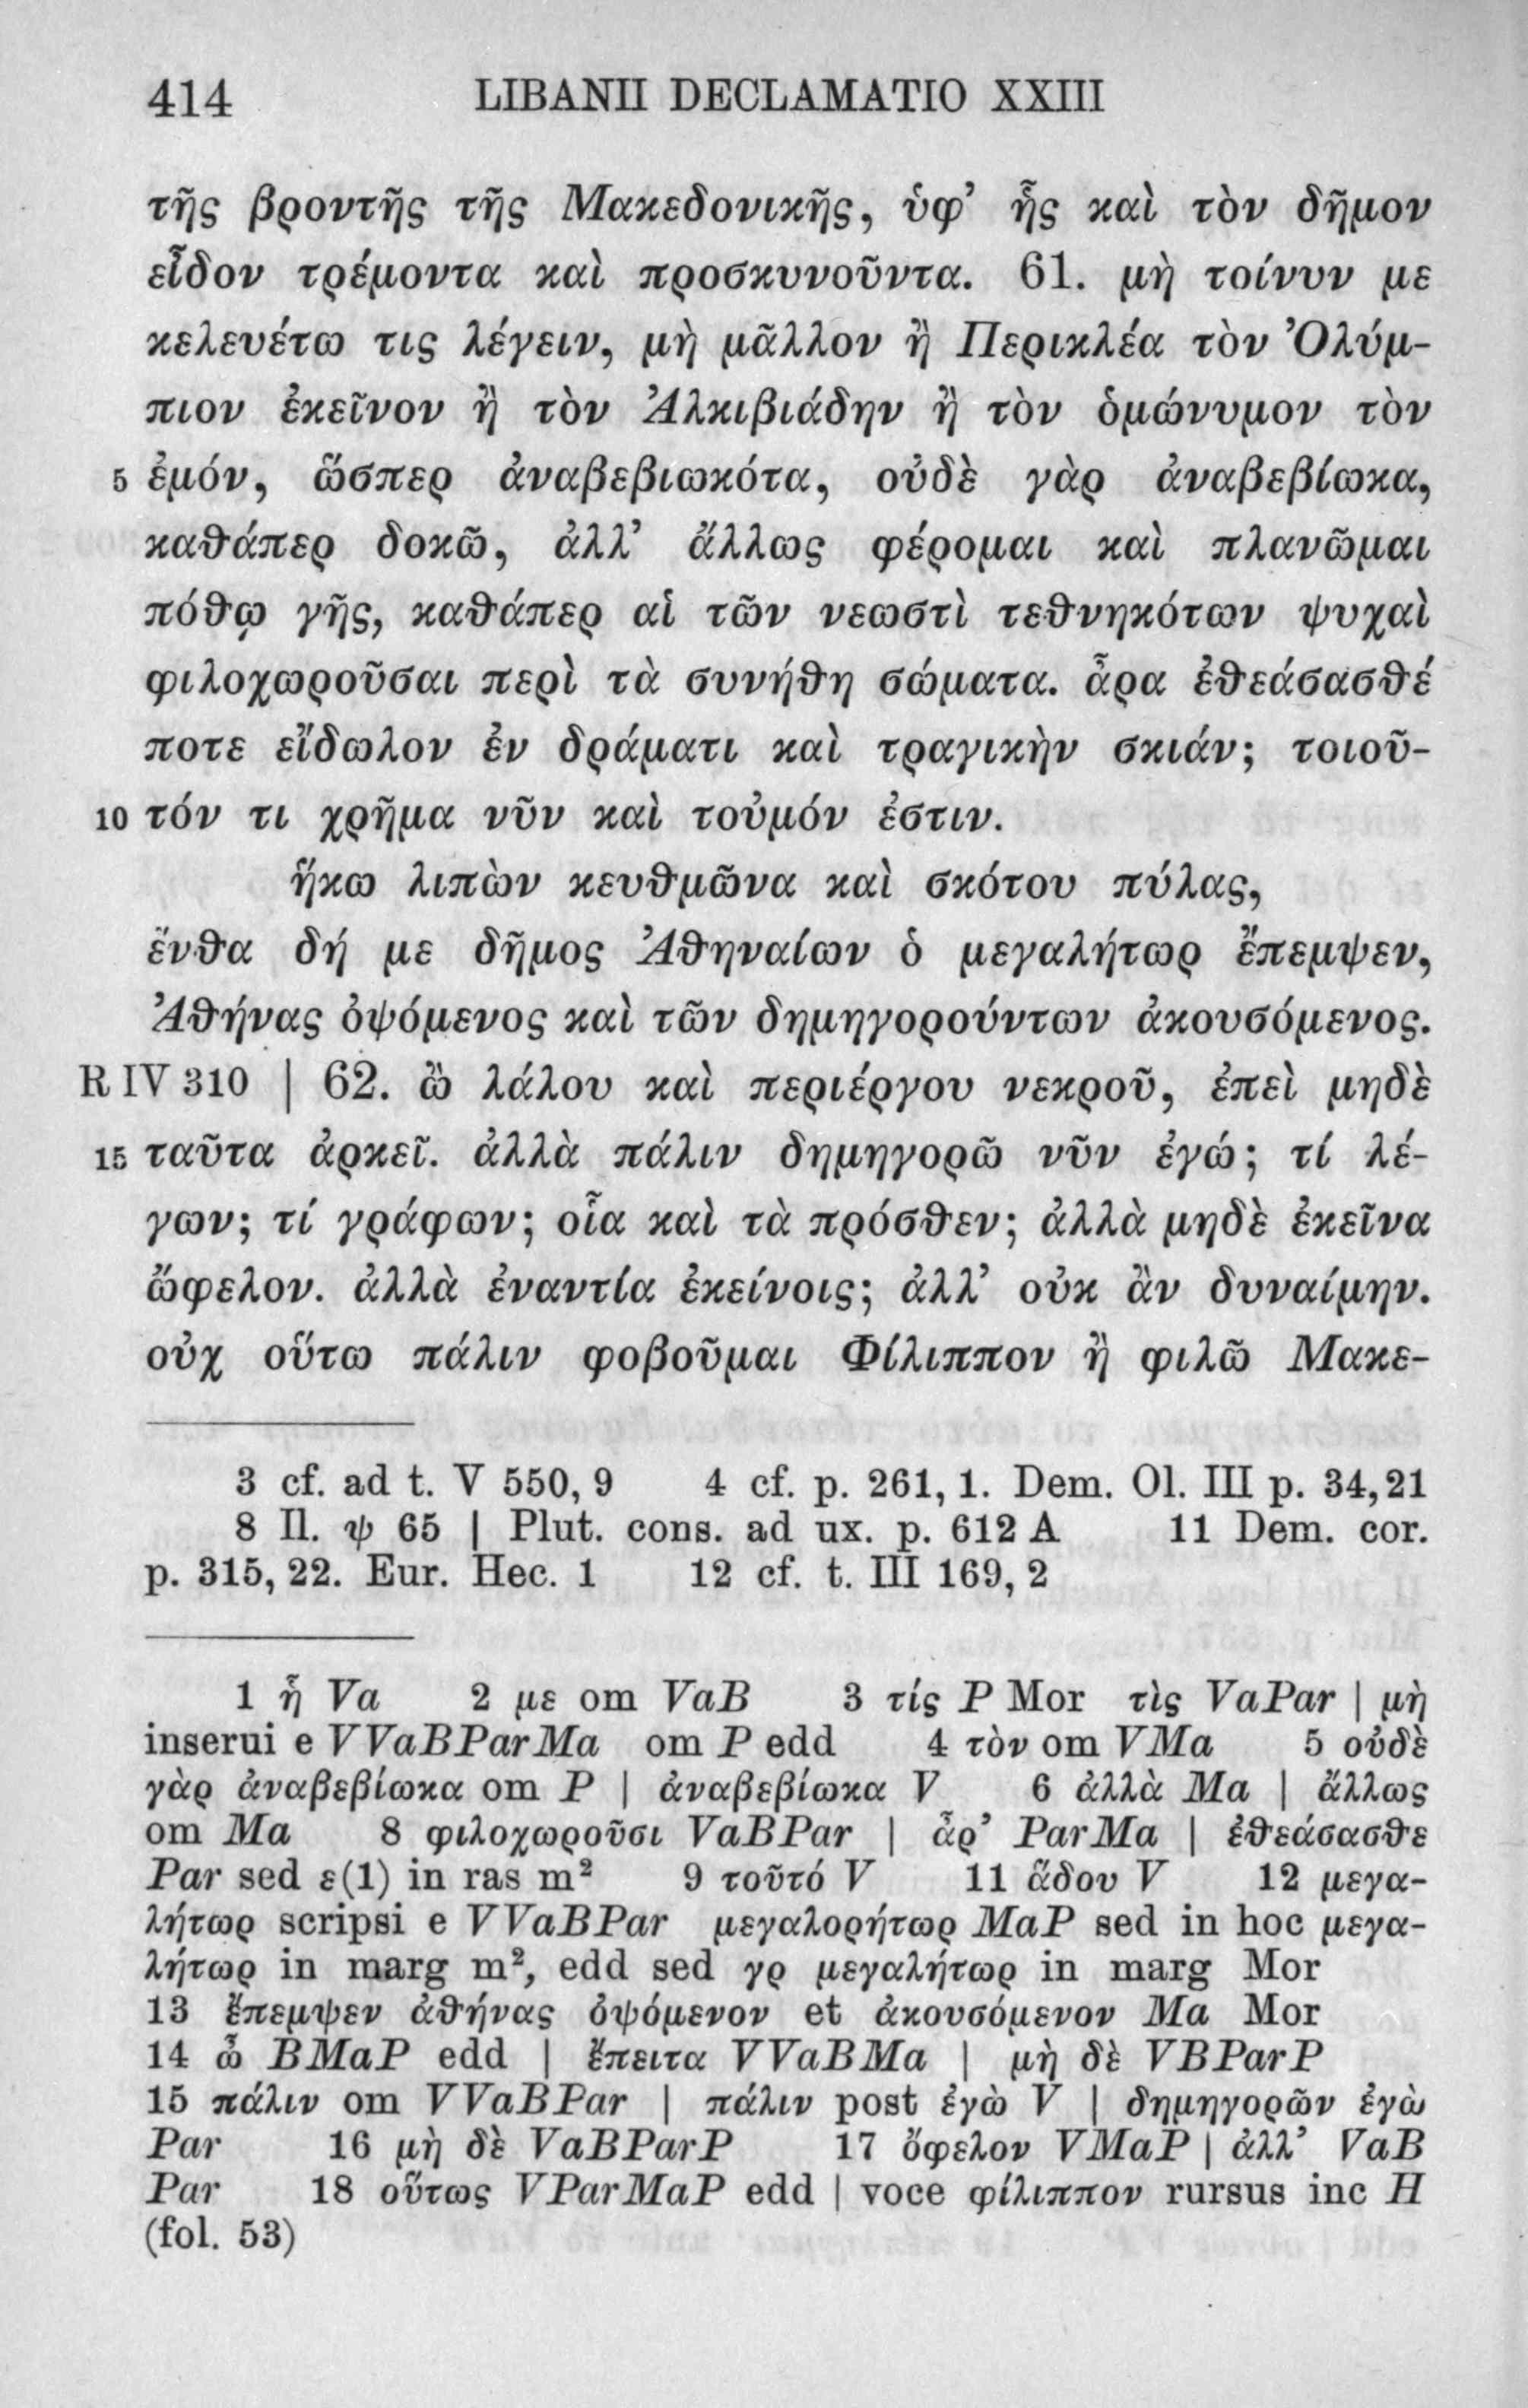 414 LIBANII DECLAMATIO XXIII
τῆς βροντῆς τῆς Μακεδονικῆς, ὑφ’ ἧς καὶ τὸν δῆμον
εἶδον τρέμοντα καὶ προσκυνοῦντα. 61. μὴ τοίνυν με
κελευέτω τις λέγειν, μὴ μᾶλλον ἢ Περικλέα τὸν Ὀλύμ-
πιον ἐκεῖνον ἢ τὸν Ἀλκιβιάδην ἢ τὸν ὁμώνυμον τὸν
5 ἐμόν, ὥσπερ ἀναβεβιωκότα, οὐδὲ γὰρ ἀναβεβίωκα,
καθάπερ δοκῶ, ἀλλ’ ἄλλως φέρομαι καὶ πλανῶμαι
πόθῳ γῆς, καθάπερ αἱ τῶν νεωστὶ τεθνηκότων ψυχαὶ
φιλοχωροῦσαι περὶ τὰ συνήθη σώματα. ἆρα ἐθεάσασθέ
ποτε εἴδωλον ἐν δράματι καὶ τραγικὴν σκιάν; τοιοῦ-
10 τόν τι χρῆμα νῦν καὶ τοὐμόν ἐστιν.
ἥκω λιπὼν κευθμῶνα καὶ σκότου πύλας,
ἔνθα δή με δῆμος Ἀθηναίων ὁ μεγαλήτωρ ἔπεμψεν,
Ἀθήνας ὀψόμενος καὶ τῶν δημηγορούντων ἀκουσόμενος.
R IV 310 | 62. ὢ λάλου καὶ περιέργου νεκροῦ, ἐπεὶ μηδὲ
15 ταῦτα ἀρκεῖ. ἀλλὰ πάλιν δημηγορῶ νῦν ἐγώ; τί λέ-
γων; τί γράφων; οἷα καὶ τὰ πρόσθεν; ἀλλὰ μηδὲ ἐκεῖνα
ὤφελον. ἀλλὰ ἐναντία ἐκείνοις; ἀλλ’ οὐκ ἂν δυναίμην.
οὐχ οὕτω πάλιν φοβοῦμαι Φίλιππον ἢ φιλῶ Μακε-
3 cf. ad t. V 550, 9 4 cf. p. 261, 1. Dem. Ol. III p. 34, 21
8 Il. ψ 65 | Plut. cons. ad ux. p. 612 A 11 Dem. cor.
p. 315, 22. Eur. Hec. 1 12 cf. t. III 169, 2
1 ᾗ Va 2 με om VaB 3 τίς P Mor τὶς VaPar | μὴ
inserui e VVaBParMa om P edd 4 τὸν om VMa 5 οὐδὲ
γὰρ ἀναβεβίωκα om P | ἀναβεβίωκα V 6 ἀλλὰ Ma | ἄλλως
om Ma 8 φιλοχωροῦσι VaBPar | ἆρ’ ParMa | ἐθεάσασθε
Par sed ε(1) in ras m² 9 τοῦτό V 11 ἅδου V 12 μεγα-
λήτωρ scripsi e VVaBPar μεγαλορήτωρ MaP sed in hoc μεγα-
λήτωρ in marg m², edd sed γρ μεγαλήτωρ in marg Mor
13 ἔπεμψεν ἀθήνας ὀψόμενον et ἀκουσόμενον Ma Mor
14 ὦ BMaP edd | ἔπειτα VVaBMa | μὴ δὲ VBParP
15 πάλιν om VVaBPar | πάλιν post ἐγὼ V | δημηγορῶν ἐγὼ
Par 16 μὴ δὲ VaBParP 17 ὄφελον VMaP | ἀλλ’ VaB
Par 18 οὕτως VParMaP edd | voce φίλιππον rursus inc H
(fol. 53)